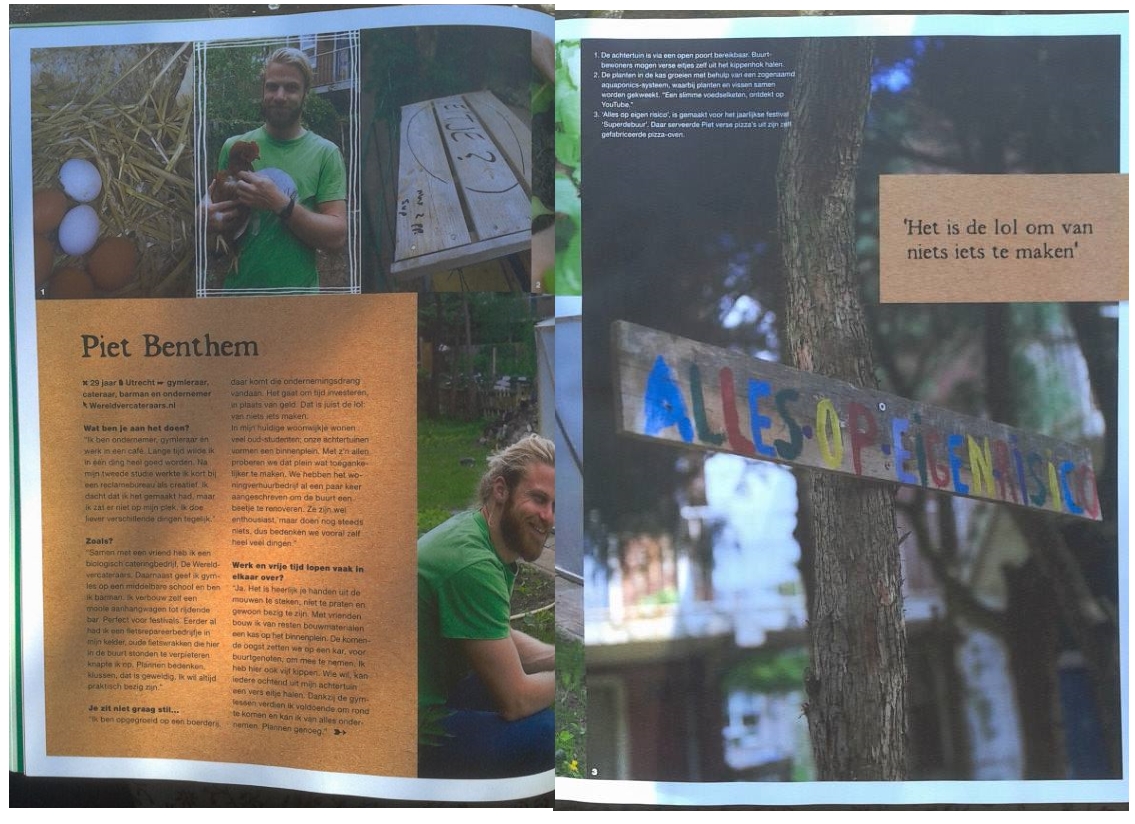 EITJE?
Piet Benthem
29 jaar Utrecht gymleraar,
cateraar, barman en ondernemer
Wereldvercateraars.nl
Wat ben je aan het doen?
"Ik ben ondernemer, gymleraar en
werk in een café. Lange tijd wilde ik
in één ding heel goed worden. Na
mijn tweede studie werkte ik kort bij
een reclamebureau als creatief. Ik
dacht dat ik het gemaakt had, maar
ik zat er niet op mijn plek. Ik doe
liever verschillende dingen tegelijk."
Zoals?
"Samen met een vriend heb ik een
biologisch cateringbedrijf, De Wereld-
vercateraars. Daarnaast geef ik gym-
les op een middelbare school en ben
ik barman. Ik verbouw zelf een
mooie aanhangwagen tot rijdende
bar. Perfect voor festivals. Eerder al
had ik een fietsrepareerbedrijfje in
mijn kelder, oude fietswrakken die hier
in de buurt stonden te verpieteren
knapte ik op. Plannen bedenken,
klussen, dat is geweldig. Ik wil altijd
praktisch bezig zijn."
Je zit niet graag stil...
"Ik ben opgegroeid op een boerderij,
daar komt die ondernemingsdrang
vandaan. Het gaat om tijd investeren,
in plaats van geld. Dat is juist de lol:
van niets iets maken.
In mijn huidige woonwijkje wonen
veel oud-studenten; onze achtertuinen
vormen een binnenplein. Met z'n allen
proberen we dat plein wat toeganke-
lijker te maken. We hebben het wo-
ningverhuurbedrijf al een paar keer
aangeschreven om de buurt een
beetje te renoveren. Ze zijn wel
enthousiast, maar doen nog steeds
niets, dus bedenken we vooral zelf
heel veel dingen."
Werk en vrije tijd lopen vaak in
elkaar over?
"Ja. Het is heerlijk je handen uit de
mouwen te steken, niet te praten en
gewoon bezig te zijn. Met vrienden
bouw ik van resten bouwmaterialen
een kas op het binnenplein. De komen-
de oogst zetten we op een kar, voor
buurtgenoten, om mee te nemen. Ik
heb hier ook vijf kippen. Wie wil, kan
iedere ochtend uit mijn achtertuin
een vers eitje halen. Dankzij de gym-
lessen verdien ik voldoende om rond
te komen en kan ik van alles onder-
nemen. Plannen genoeg."
1
2
1. De achtertuin is via een open poort bereikbaar. Buurt-
bewoners mogen verse eitjes zelf uit het kippenhok halen.
2. De planten in de kas groeien met behulp van een zogenaamd
aquaponics-systeem, waarbij planten en vissen samen
worden gekweekt. "Een slimme voedselketen, ontdekt op
YouTube."
3. 'Alles op eigen risico', is gemaakt voor het jaarlijkse festival
'Superdebuur'. Daar serveerde Piet verse pizza's uit zijn zelf
gefabriceerde pizza-oven.
'Het is de lol om van
niets iets te maken'
ALLES·OP·EIGEN RISICO
3